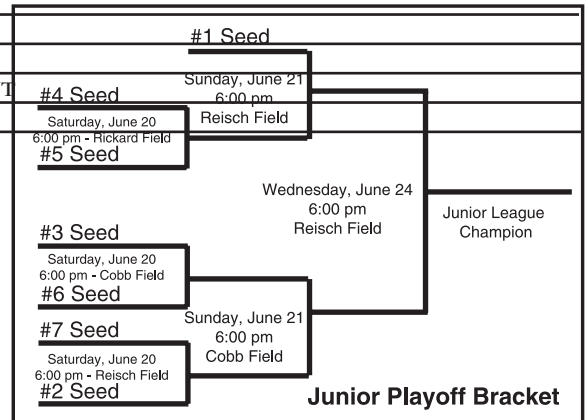 #1 Seed
Sunday, June 21
6:00 pm
Reisch Field
T
#4 Seed
Saturday, June 20
6:00 pm - Rickard Field
#5 Seed
Wednesday, June 24
6:00 pm
Reisch Field
Junior League
Champion
#3 Seed
Saturday, June 20
6:00 pm - Cobb Field
#6 Seed
Sunday, June 21
6:00 pm
Cobb Field
#7 Seed
Saturday, June 20
6:00 pm - Reisch Field
#2 Seed
Junior Playoff Bracket